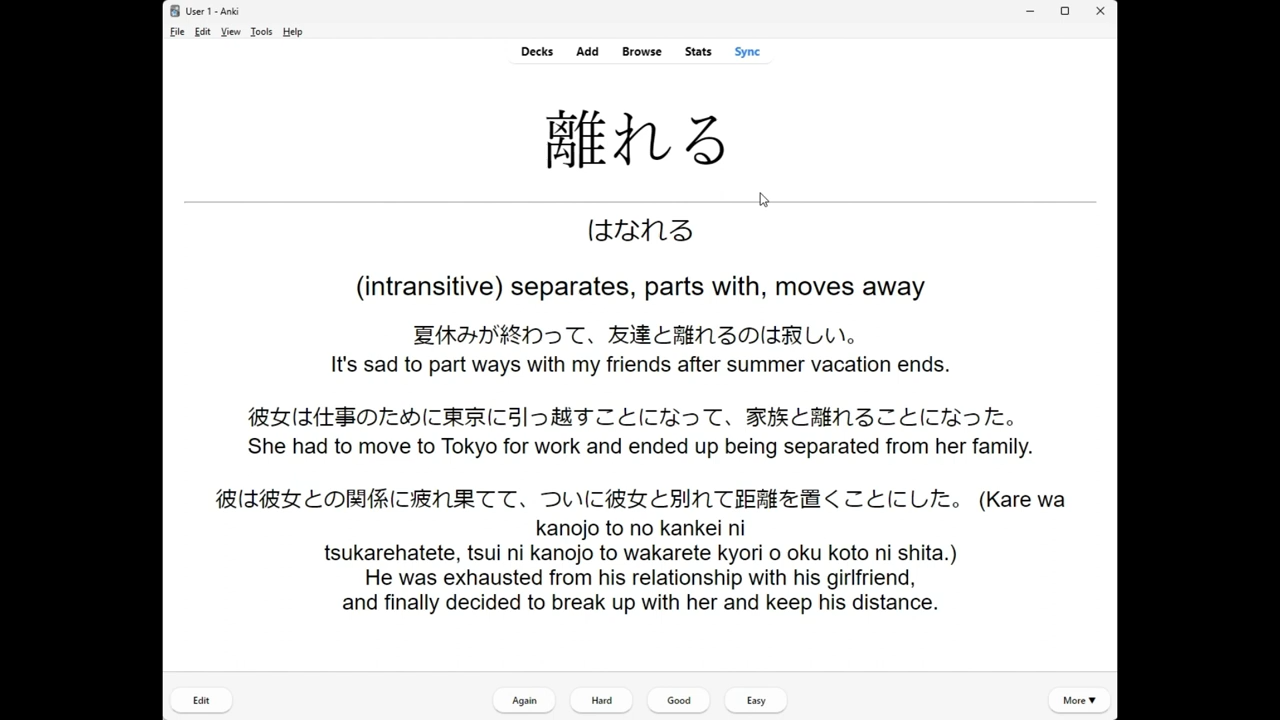 User 1 - Anki
File Edit View Tools Help
Decks Add Browse Stats Sync
離れる
はなれる
(intransitive) separates, parts with, moves away
夏休みが終わって、友達と離れるのは寂しい。
It's sad to part ways with my friends after summer vacation ends.
彼女は仕事のために東京に引っ越すことになって、家族と離れることになった。
She had to move to Tokyo for work and ended up being separated from her family.
彼は彼女との関係に疲れ果てて、ついに彼女と別れて距離を置くことにした。 (Kare wa
kanojo to no kankei ni
tsukarehatete, tsui ni kanojo to wakarete kyori o oku koto ni shita.)
He was exhausted from his relationship with his girlfriend,
and finally decided to break up with her and keep his distance.
Edit Again Hard Good Easy More ▼